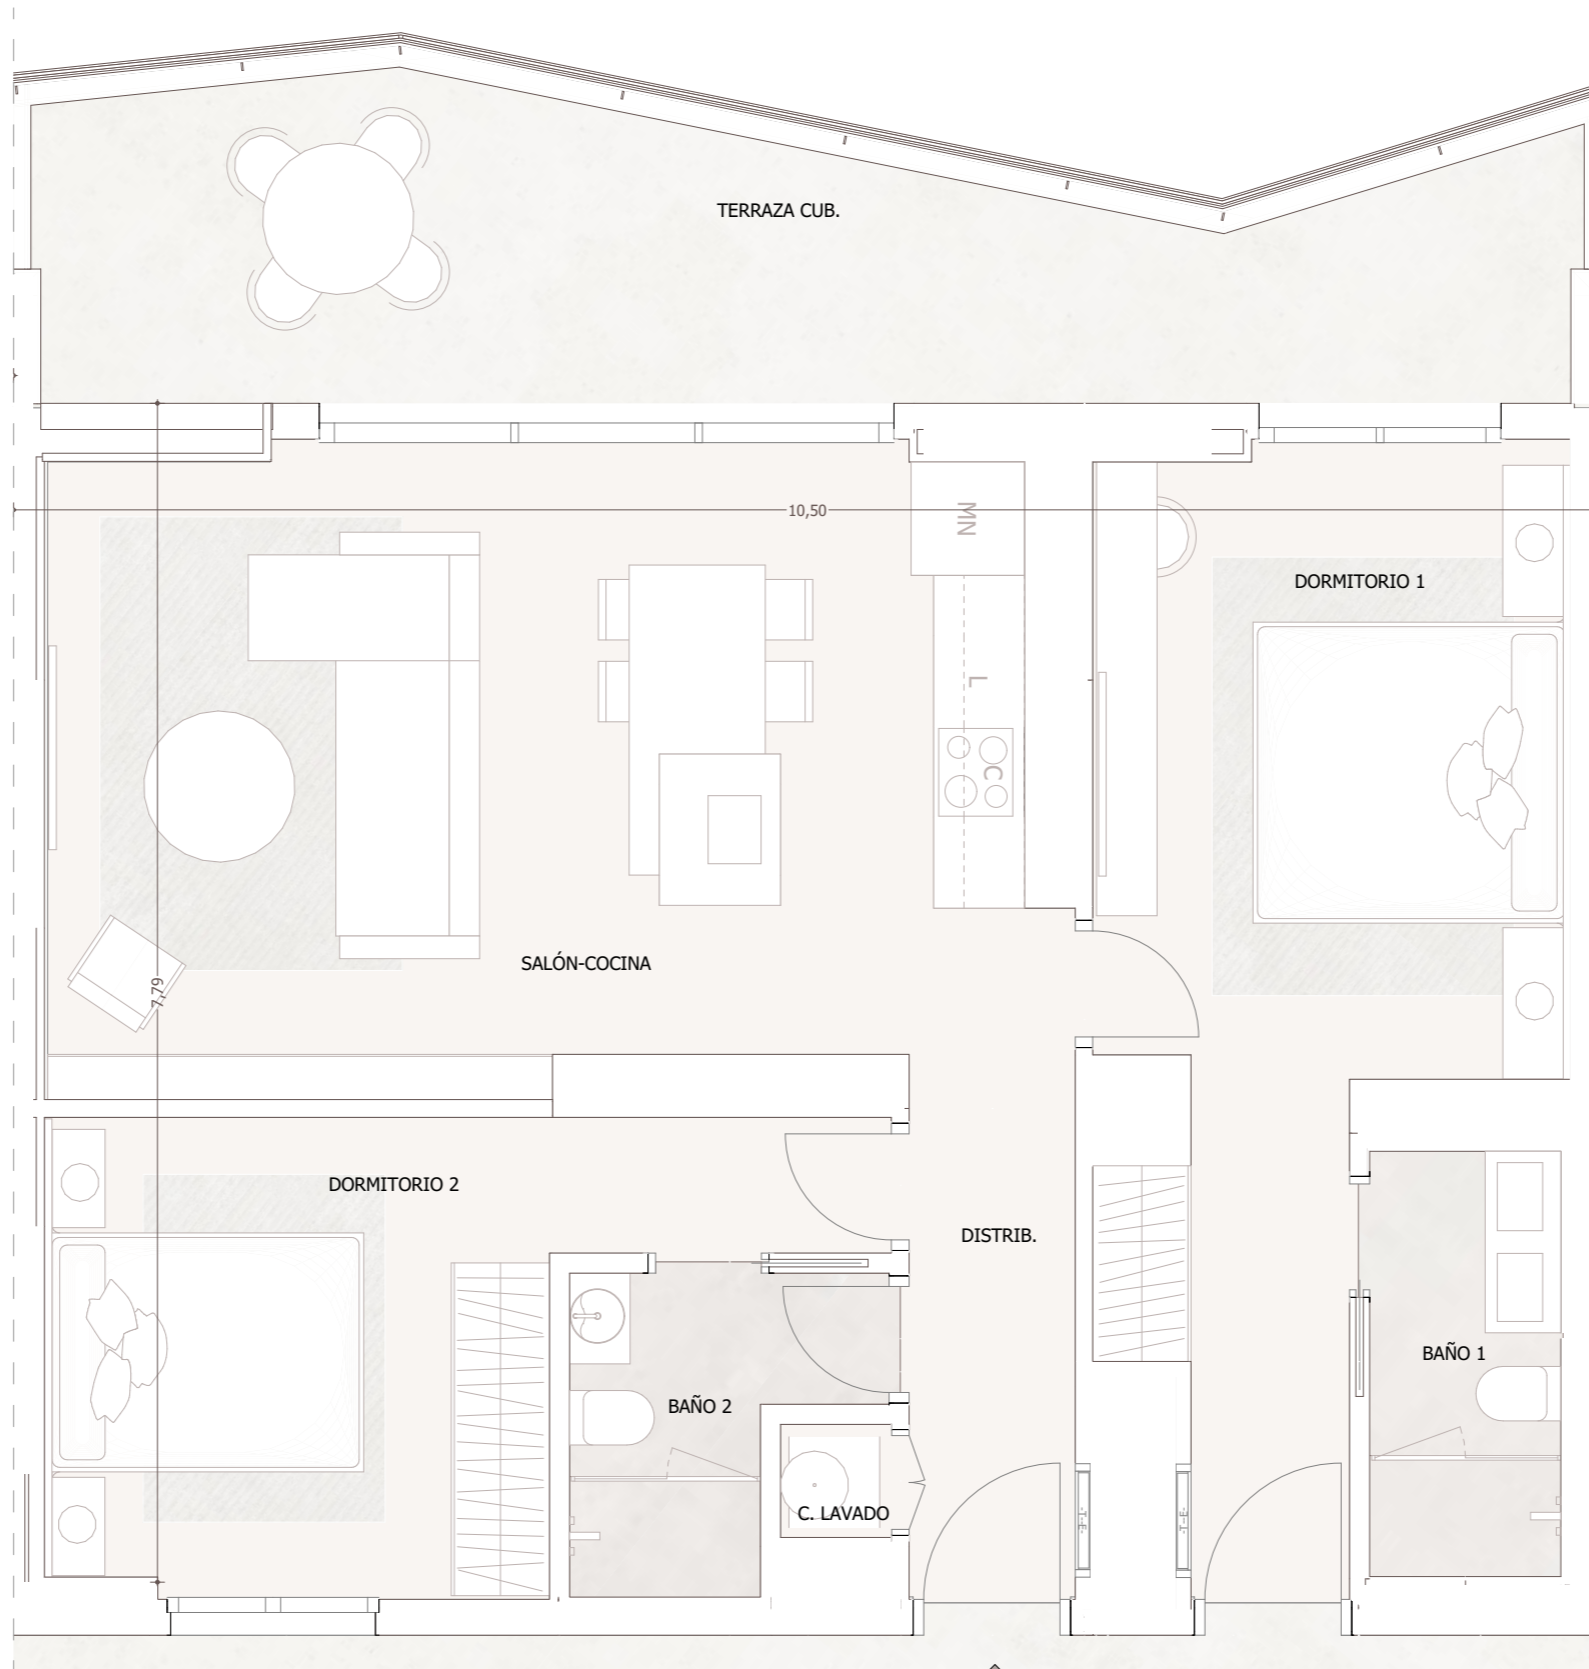 TERRAZA CUB.
10,50
MN
DORMITORIO 1
L
C
SALÓN-COCINA
7,79
DORMITORIO 2
DISTRIB.
BAÑO 1
BAÑO 2
C. LAVADO
-T-E-
-T-E-